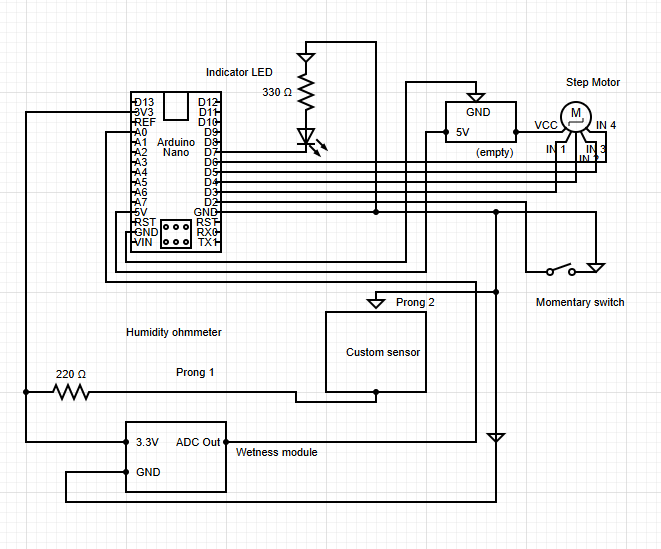 Indicator LED
330 Ω
Step Motor
D13
3V3
REF
A0
A1
A2
A3
A4
A5
A6
A7
5V
RST
GND
VIN
Arduino
Nano
D12
D11
D10
D9
D8
D7
D6
D5
D4
D3
D2
GND
RST
RX0
TX1
GND
5V
(empty)
VCC
M
IN 4
IN 1
IN 3
IN 2
Momentary switch
Prong 2
Humidity ohmmeter
Custom sensor
220 Ω
Prong 1
3.3V
ADC Out
GND
Wetness module